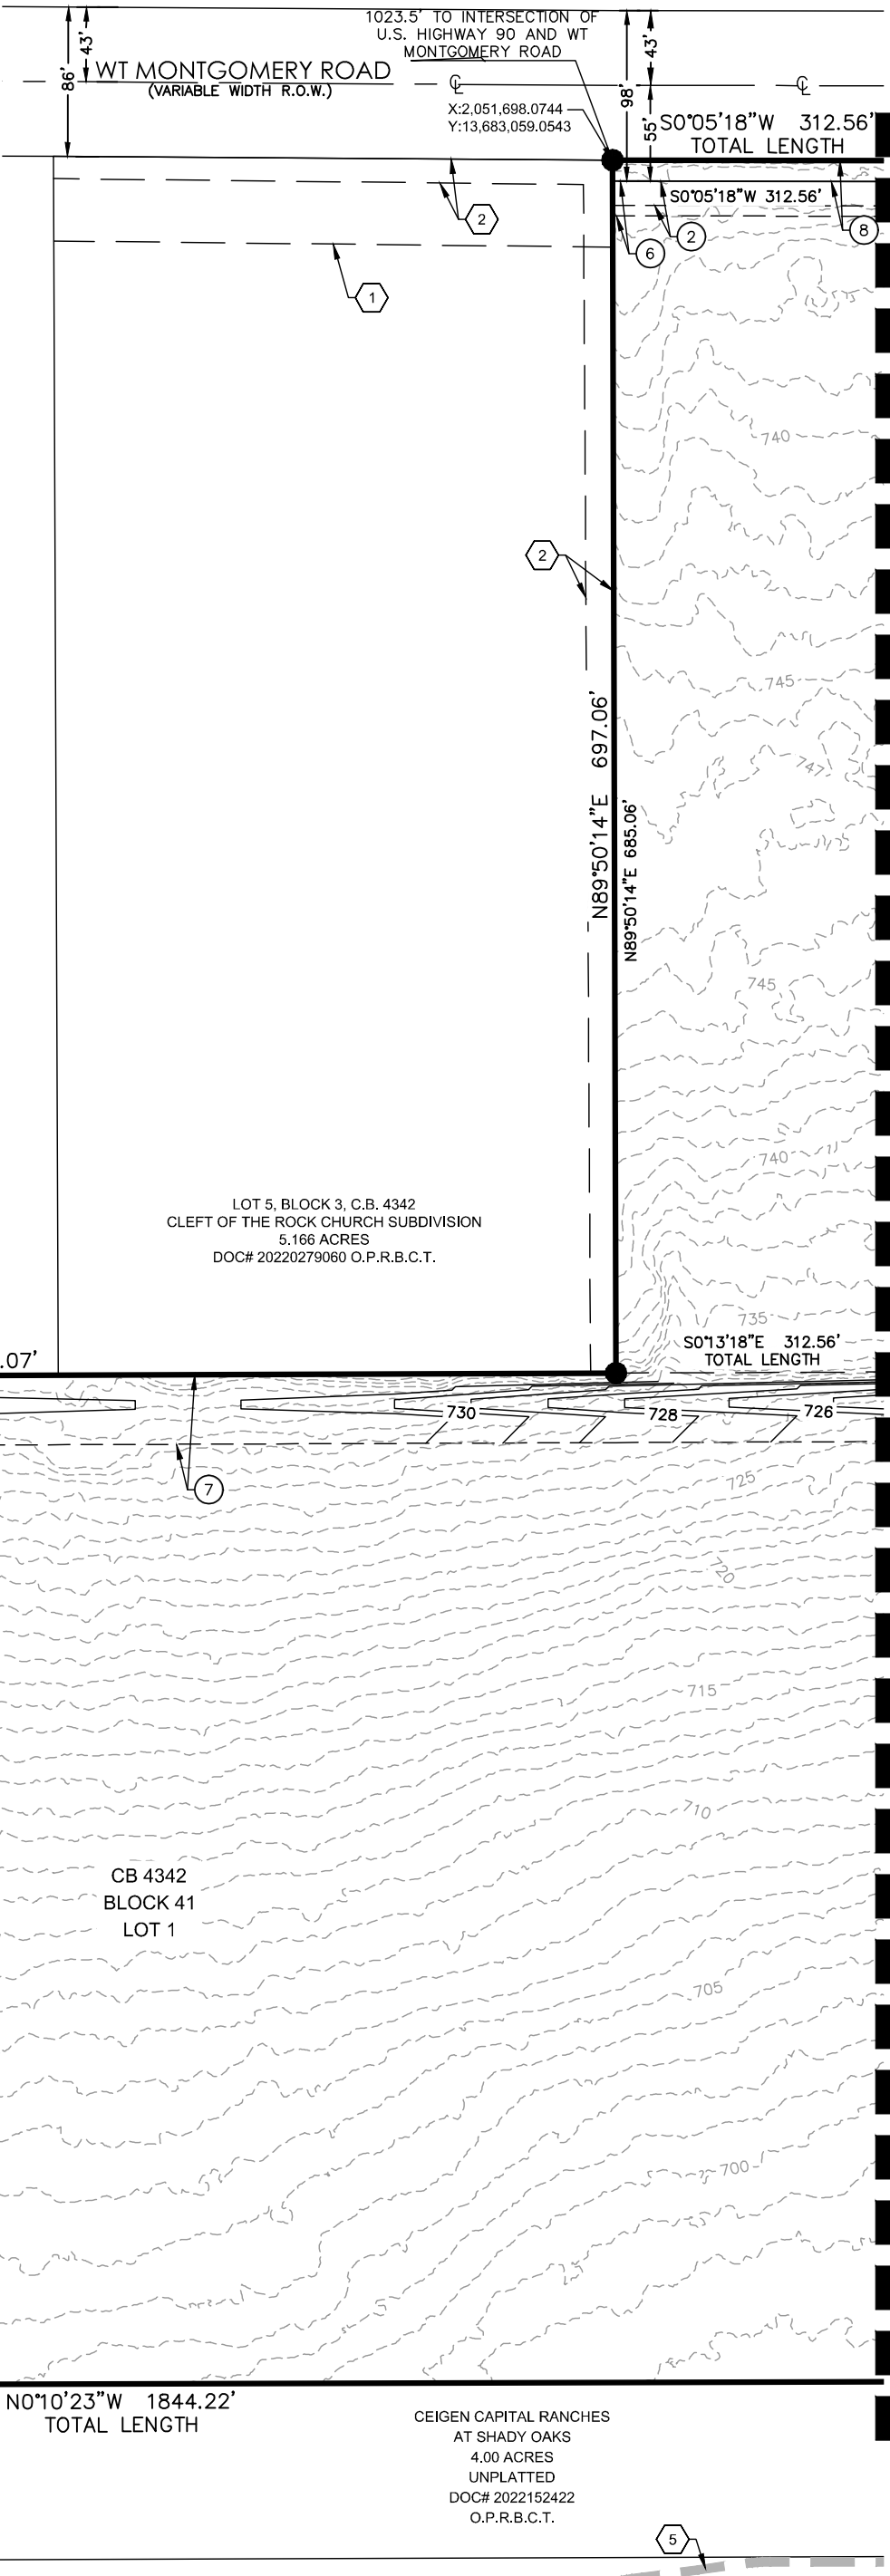 1023.5' TO INTERSECTION OF
U.S. HIGHWAY 90 AND WT
MONTGOMERY ROAD
43'
86'
WT MONTGOMERY ROAD
(VARIABLE WIDTH R.O.W.)
℄
℄
43'
98'
55'
X:2,051,698.0744
Y:13,683,059.0543
S0°05'18"W 312.56'
TOTAL LENGTH
S0°05'18"W 312.56'
2
6
2
8
1
740
2
745
747
N89°50'14"E 697.06'
N89°50'14"E 685.06'
745
740
LOT 5, BLOCK 3, C.B. 4342
CLEFT OF THE ROCK CHURCH SUBDIVISION
5.166 ACRES
DOC# 20220279060 O.P.R.B.C.T.
735
S0°13'18"E 312.56'
TOTAL LENGTH
.07'
730
728
726
7
725
720
715
710
CB 4342
BLOCK 41
LOT 1
705
700
N0°10'23"W 1844.22'
TOTAL LENGTH
CEIGEN CAPITAL RANCHES
AT SHADY OAKS
4.00 ACRES
UNPLATTED
DOC# 2022152422
O.P.R.B.C.T.
5